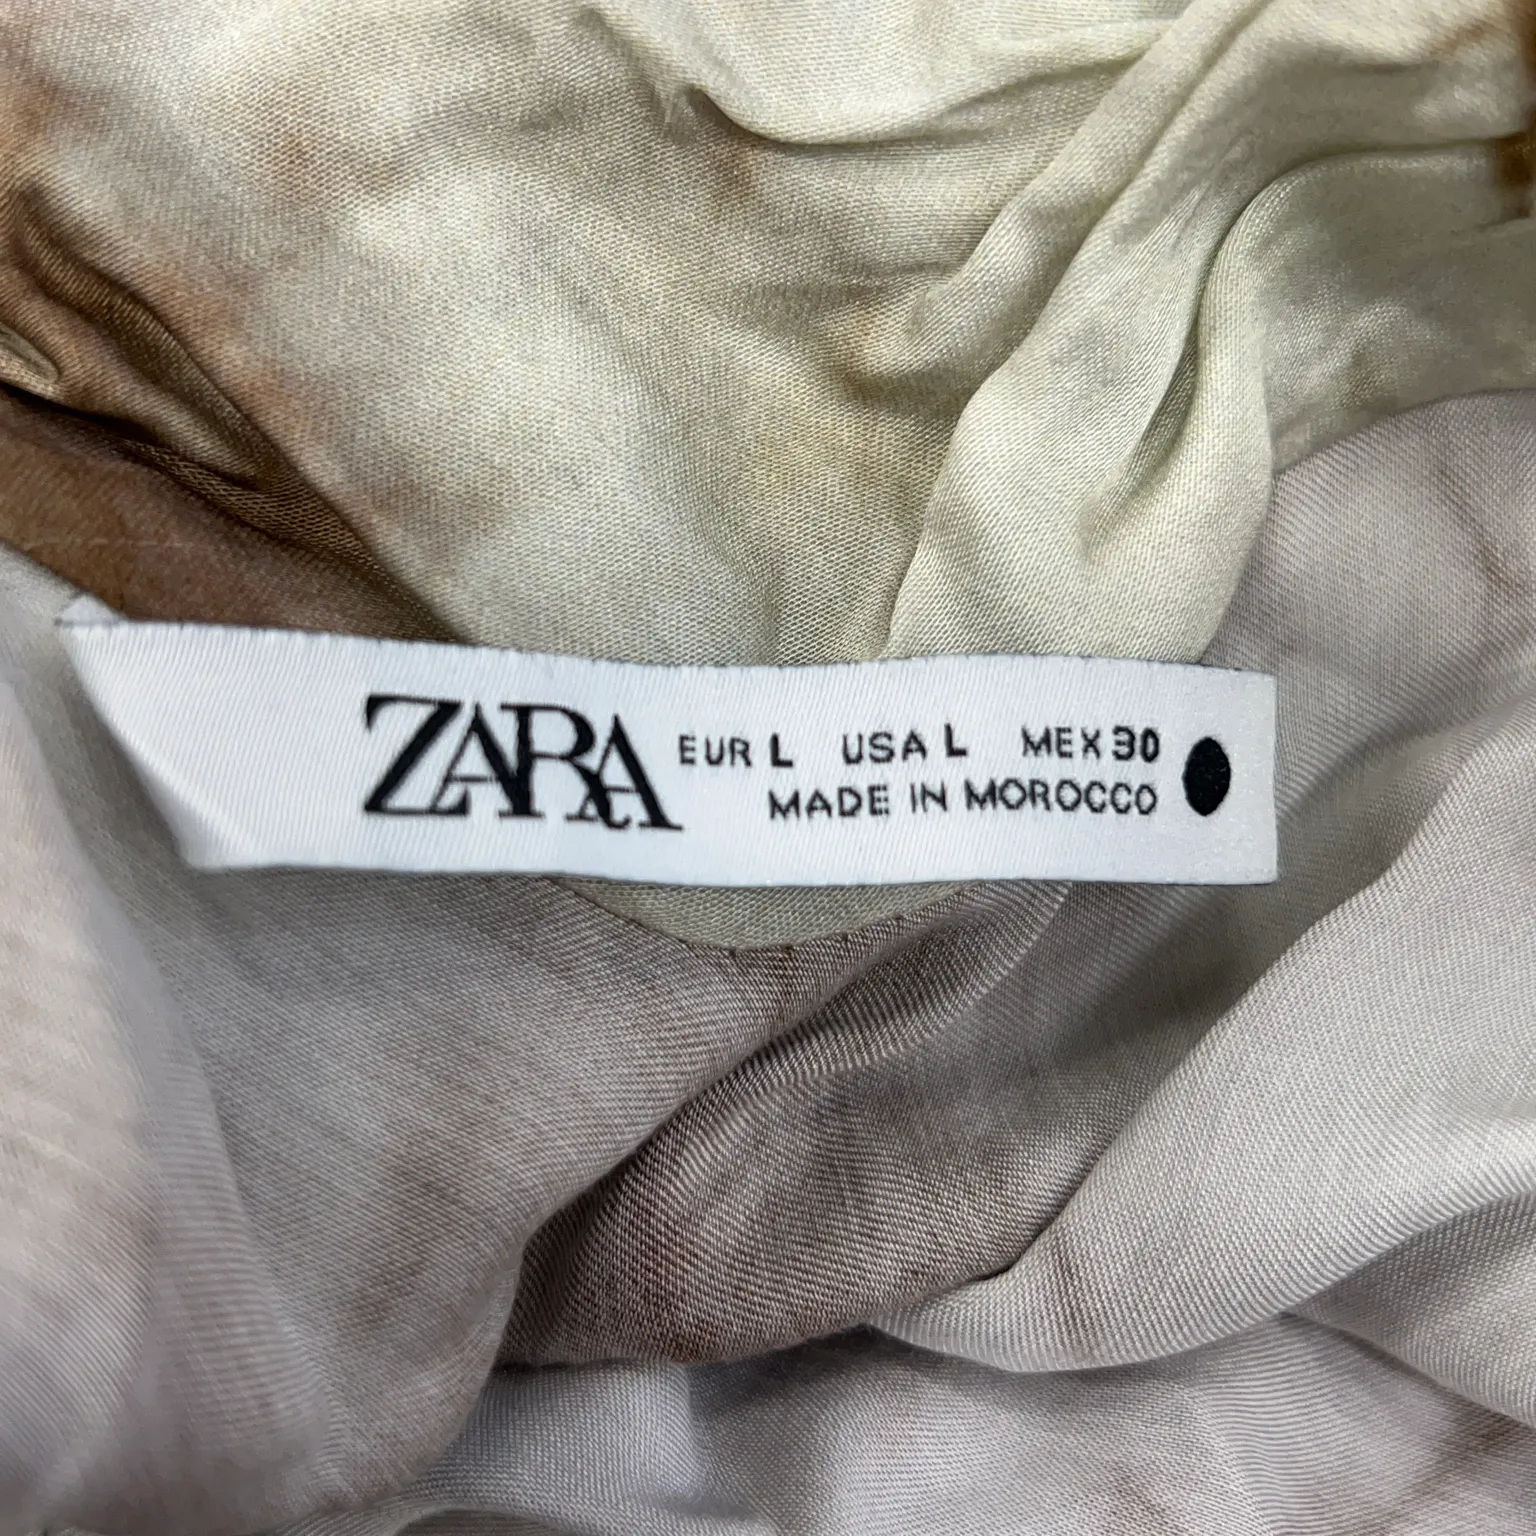 ZARA
EUR L USA L MEX 30
MADE IN MOROCCO